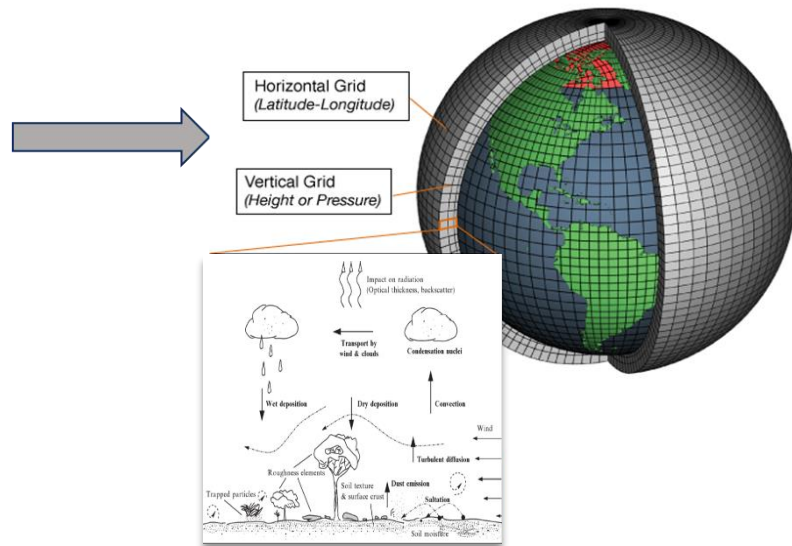 Horizontal Grid
(Latitude-Longitude)
Vertical Grid
(Height or Pressure)
Impact on radiation
(Optical thickness, backscatter)
Transport by
wind & clouds
Condensation nuclei
Wet deposition
Dry deposition
Convection
Wind
Turbulent diffusion
Roughness elements
Soil texture
& surface crust
Dust emission
Trapped particles
Saltation
Soil moisture